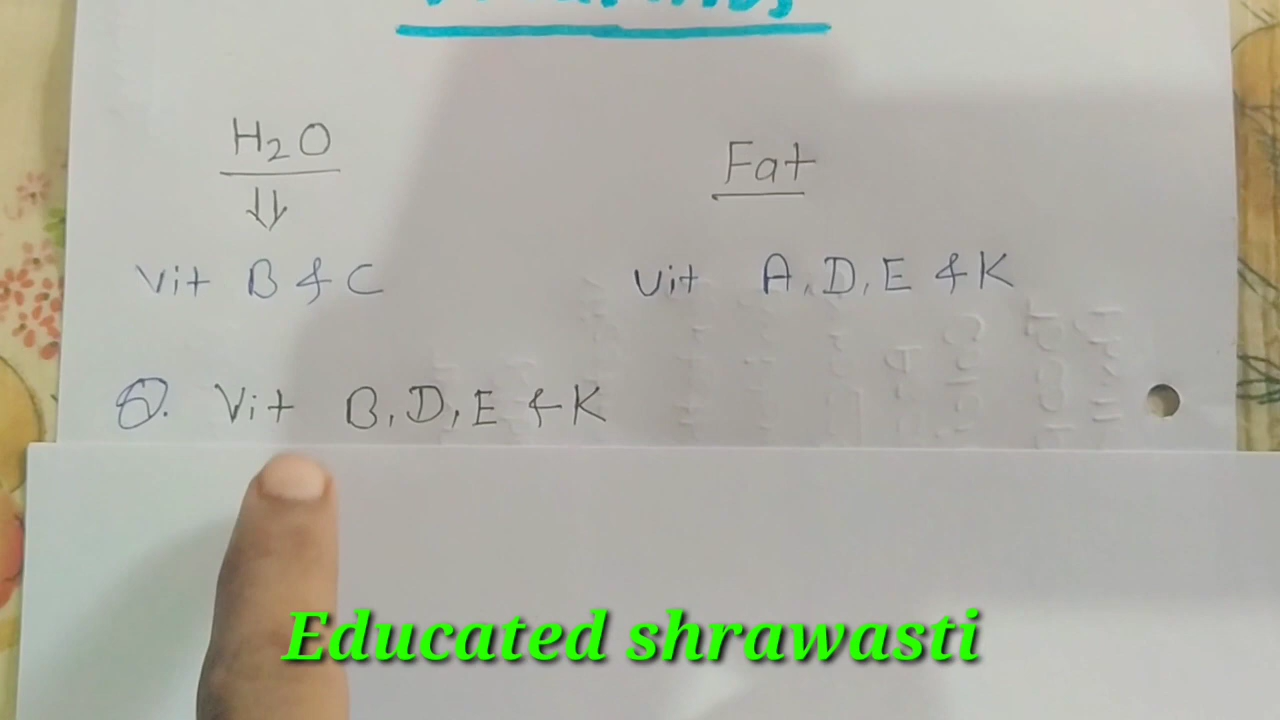 H₂O
Fat
Vit B & C
Vit A, D, E & K
Q. Vit B, D, E & K
Educated shrawasti